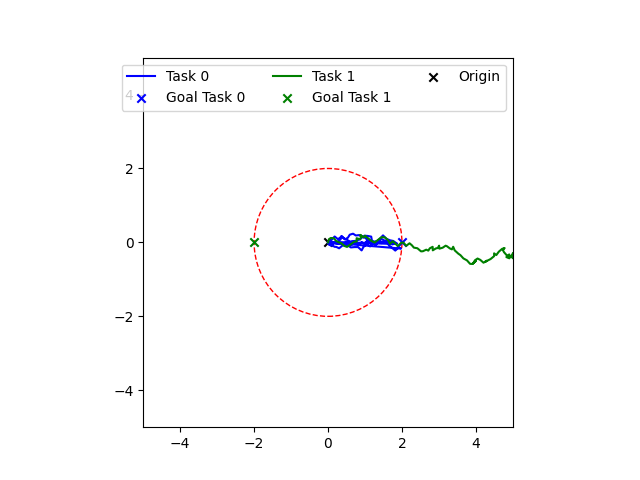 Task 0 Task 1 Origin
Goal Task 0 Goal Task 1
4
2
0
−2
−4
−4 −2 0 2 4